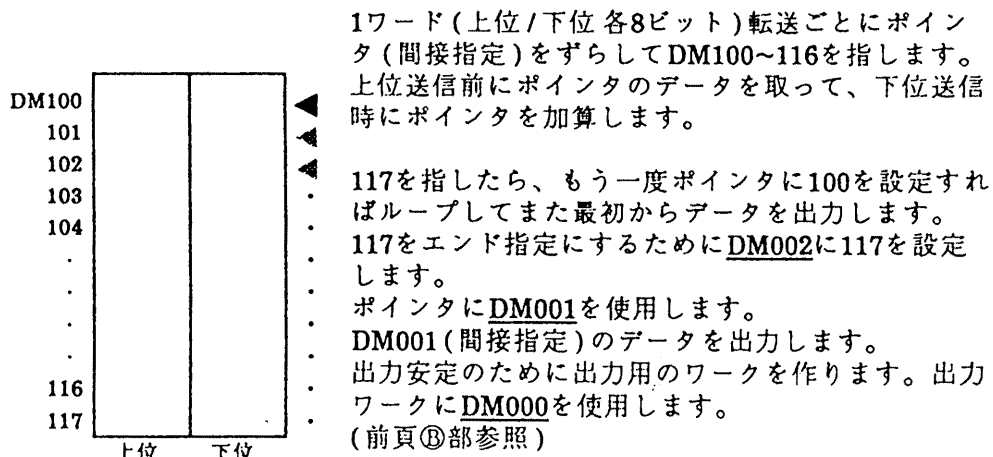 1ワード(上位/下位 各8ビット)転送ごとにポイン
タ(間接指定)をずらしてDM100~116を指します。
上位送信前にポインタのデータを取って、下位送信
時にポインタを加算します。
117を指したら、もう一度ポインタに100を設定すれ
ばループしてまた最初からデータを出力します。
117をエンド指定にするためにDM002に117を設定
します。
ポインタにDM001を使用します。
DM001(間接指定)のデータを出力します。
出力安定のために出力用のワークを作ります。出力
ワークにDM000を使用します。
(前頁Ⓑ部参照)
DM100
101
102
103
104
116
117
上位 下位